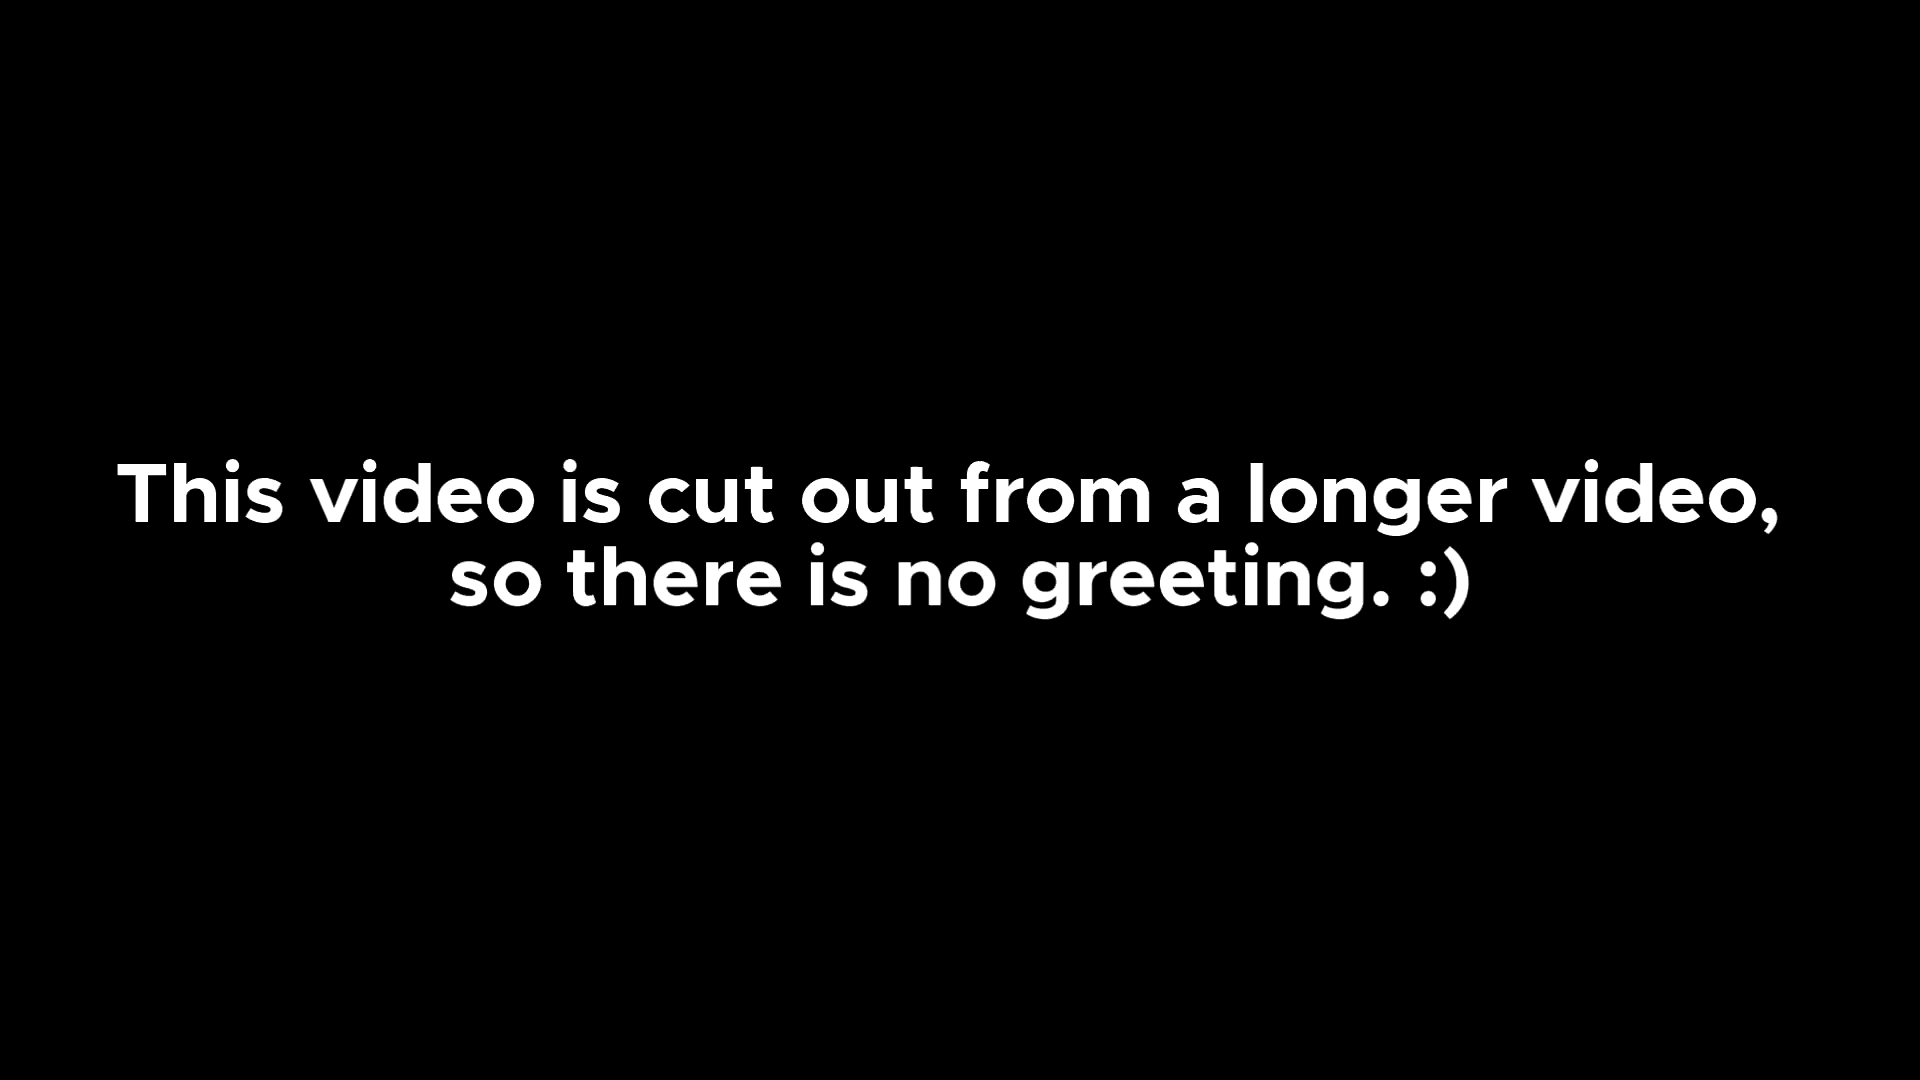 This video is cut out from a longer video,
so there is no greeting. :)